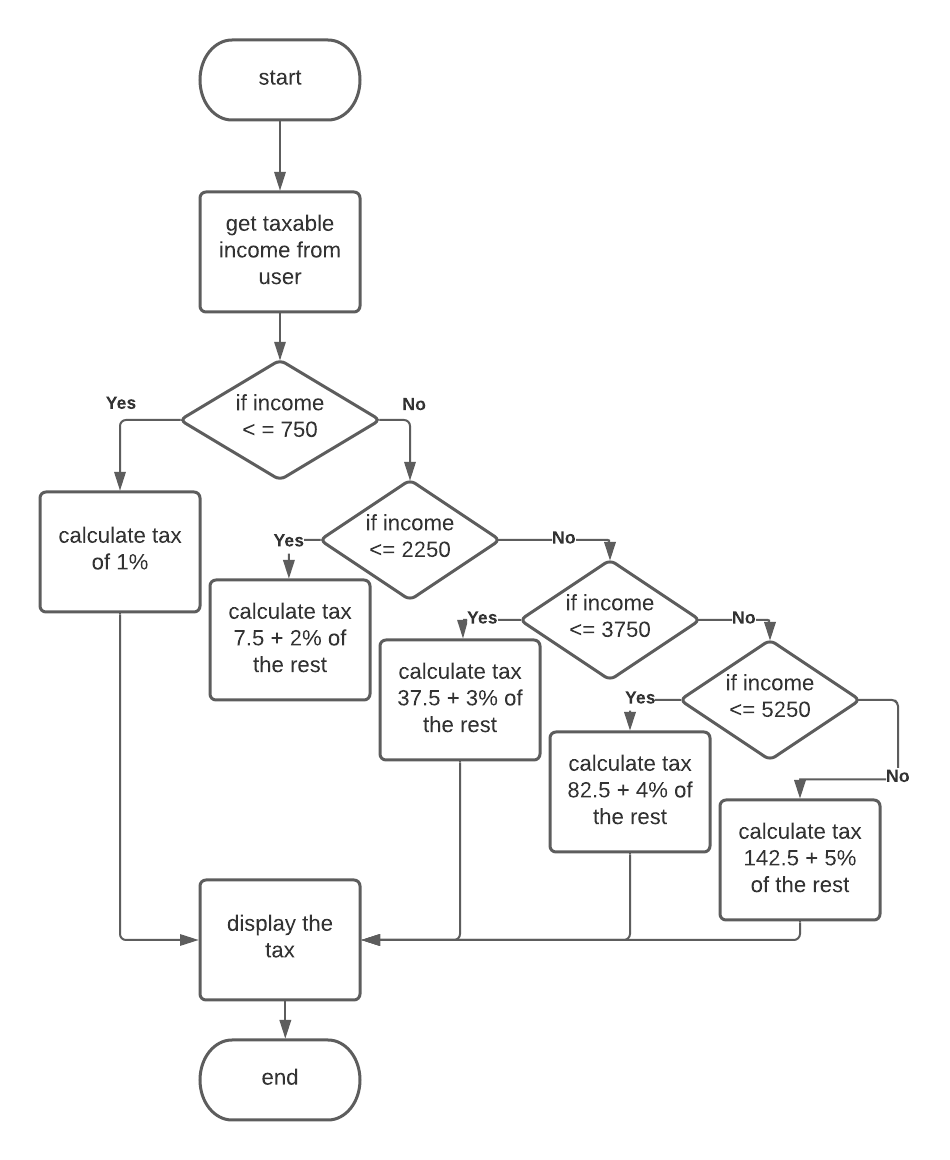 start
get taxable
income from
user
if income
< = 750
Yes
No
calculate tax
of 1%
if income
<= 2250
Yes
No
calculate tax
7.5 + 2% of
the rest
if income
<= 3750
Yes
No
calculate tax
37.5 + 3% of
the rest
if income
<= 5250
Yes
No
calculate tax
82.5 + 4% of
the rest
calculate tax
142.5 + 5%
of the rest
display the
tax
end